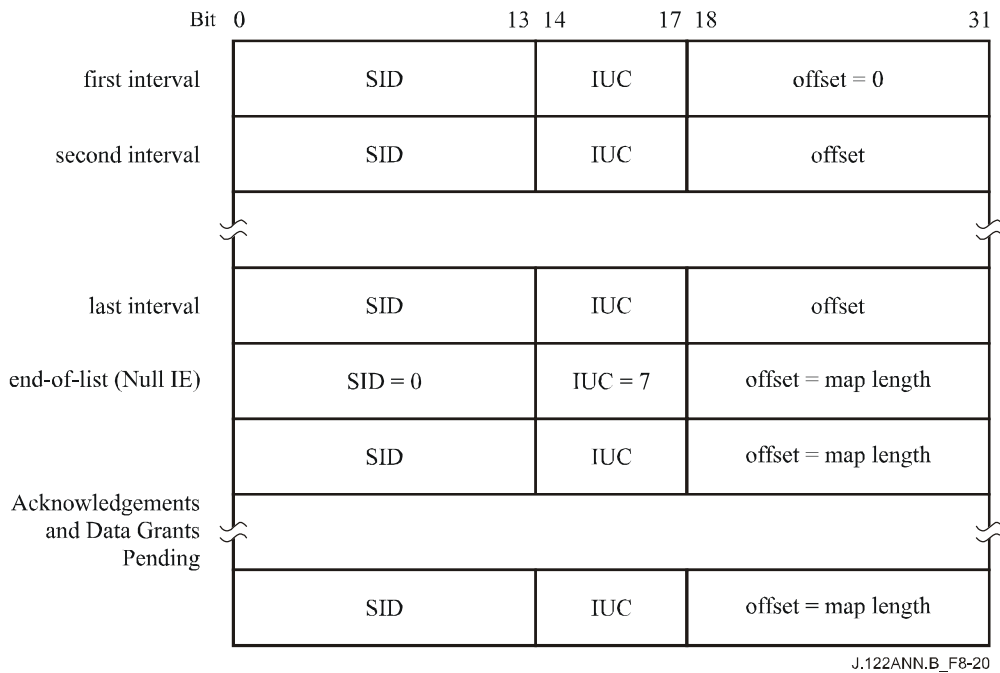 Bit 0 13 14 17 18 31
first interval SID IUC offset = 0
second interval SID IUC offset
last interval SID IUC offset
end-of-list (Null IE) SID = 0 IUC = 7 offset = map length
SID IUC offset = map length
Acknowledgements
and Data Grants
Pending
SID IUC offset = map length
J.122ANN.B_F8-20